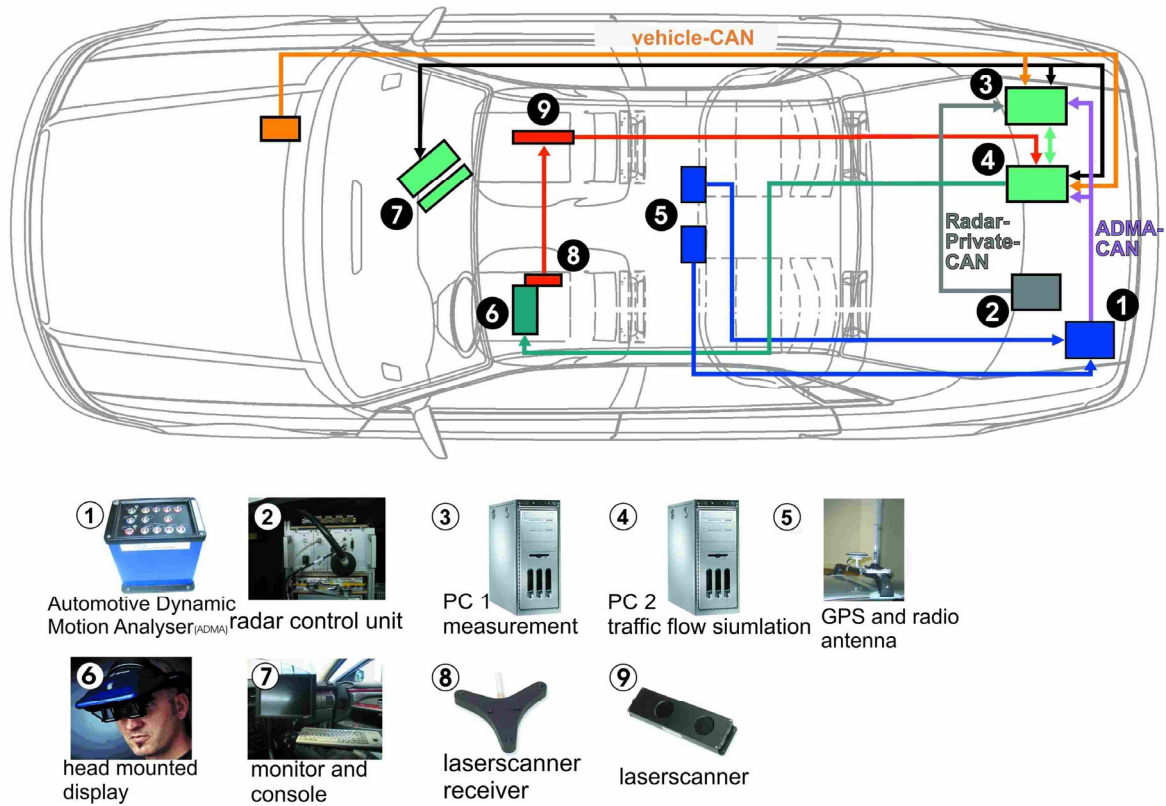 vehicle-CAN
3
9
4
7
5
Radar-
Private-
CAN
ADMA-
CAN
8
6
2
1
1
Automotive Dynamic
Motion Analyser(ADMA)
2
radar control unit
3
PC 1
measurement
4
PC 2
traffic flow siumlation
5
GPS and radio
antenna
6
head mounted
display
7
monitor and
console
8
laserscanner
receiver
9
laserscanner